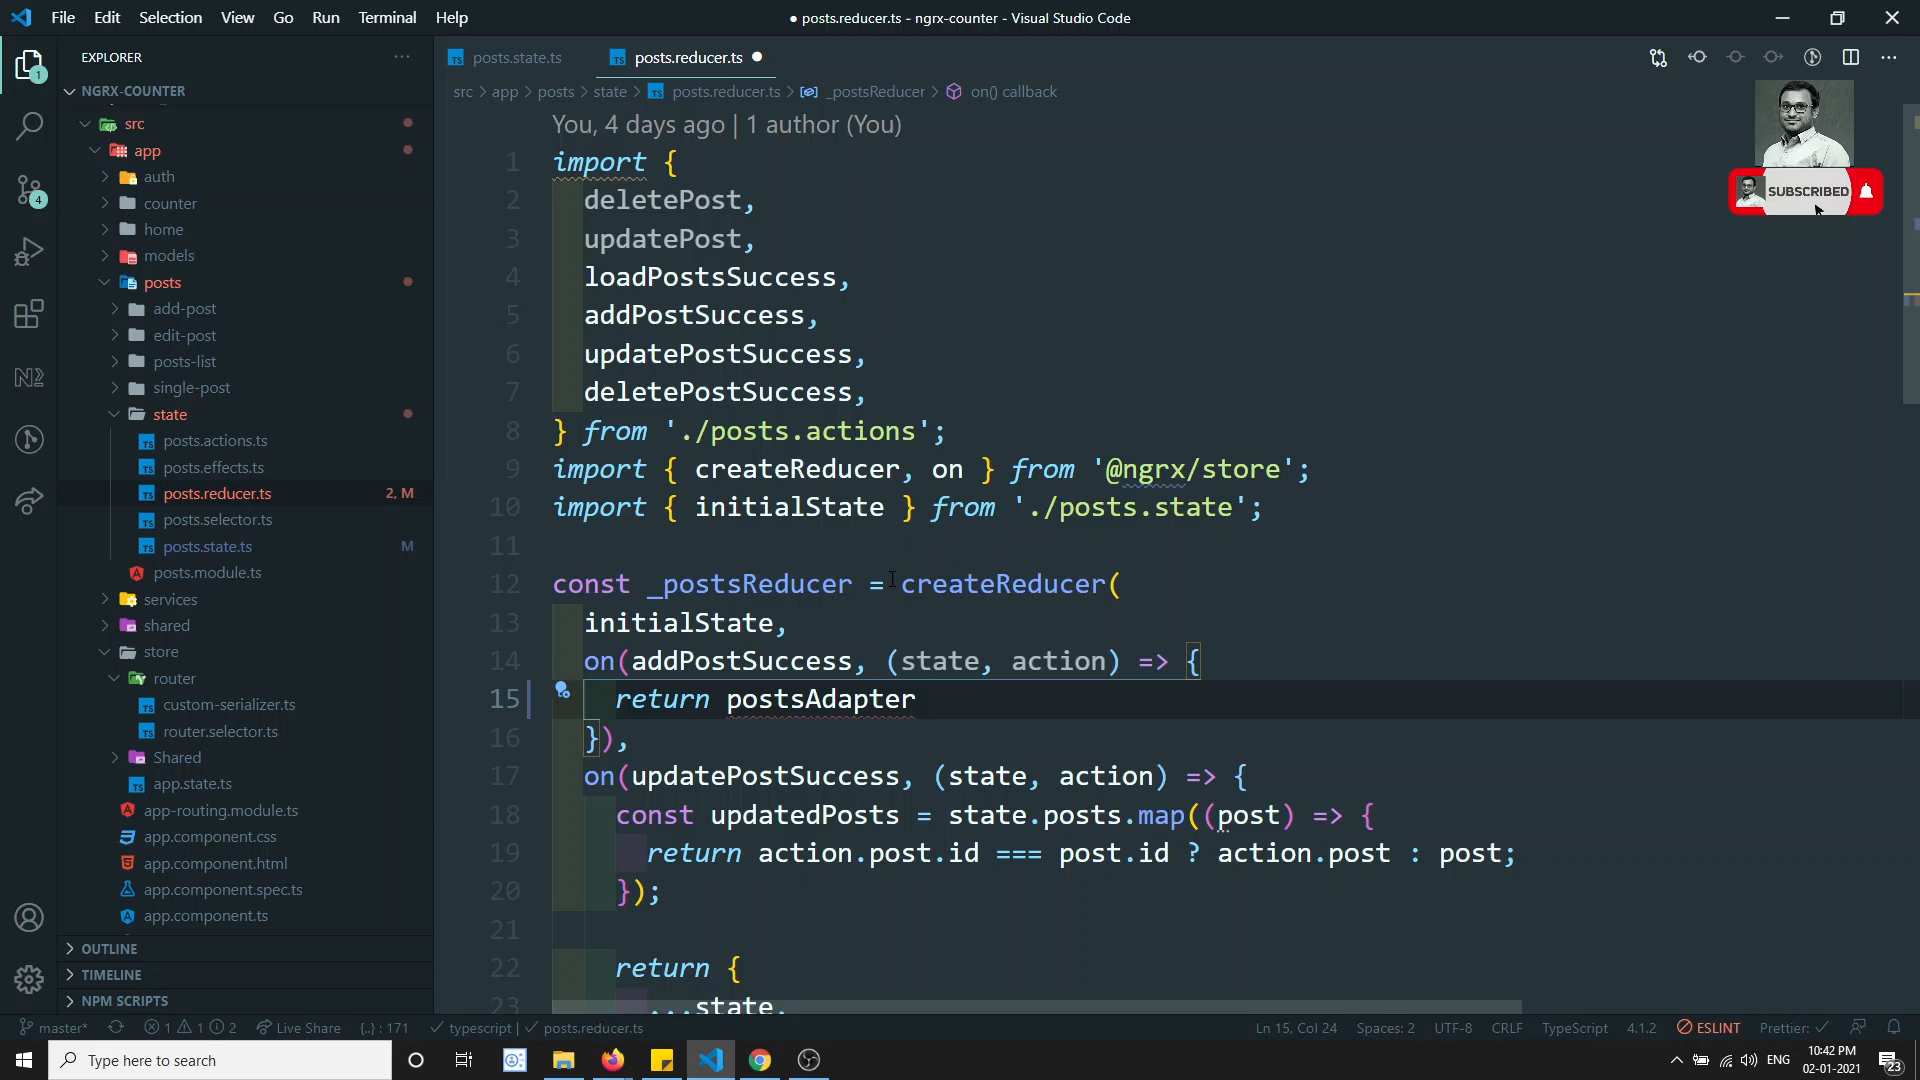 File Edit Selection View Go Run Terminal Help
● posts.reducer.ts - ngrx-counter - Visual Studio Code
EXPLORER
NGRX-COUNTER
src
app
auth
counter
home
models
posts
add-post
edit-post
posts-list
single-post
state
posts.actions.ts
posts.effects.ts
posts.reducer.ts 2, M
posts.selector.ts
posts.state.ts M
posts.module.ts
services
shared
store
router
custom-serializer.ts
router.selector.ts
Shared
app.state.ts
app-routing.module.ts
app.component.css
app.component.html
app.component.spec.ts
app.component.ts
OUTLINE
TIMELINE
NPM SCRIPTS
1
4
posts.state.ts posts.reducer.ts ●
src > app > posts > state > posts.reducer.ts > _postsReducer > on() callback
SUBSCRIBED
You, 4 days ago | 1 author (You)
1 import {
2 deletePost,
3 updatePost,
4 loadPostsSuccess,
5 addPostSuccess,
6 updatePostSuccess,
7 deletePostSuccess,
8 } from './posts.actions';
9 import { createReducer, on } from '@ngrx/store';
10 import { initialState } from './posts.state';
11
12 const _postsReducer = createReducer(
13 initialState,
14 on(addPostSuccess, (state, action) => {
15 return postsAdapter
16 }),
17 on(updatePostSuccess, (state, action) => {
18 const updatedPosts = state.posts.map((post) => {
19 return action.post.id === post.id ? action.post : post;
20 });
21
22 return {
23 ...state,
master* 1 1 2 Live Share {..} : 171 typescript | posts.reducer.ts Ln 15, Col 24 Spaces: 2 UTF-8 CRLF TypeScript 4.1.2 ESLINT Prettier: ✓
Type here to search
ENG
10:42 PM
02-01-2021
23